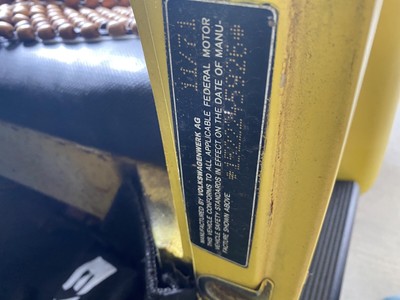 MANUFACTURED BY VOLKSWAGENWERK AG 11/71
THIS VEHICLE CONFORMS TO ALL APPLICABLE FEDERAL MOTOR
VEHICLE SAFETY STANDARDS IN EFFECT ON THE DATE OF MANU-
FACTURE SHOWN ABOVE